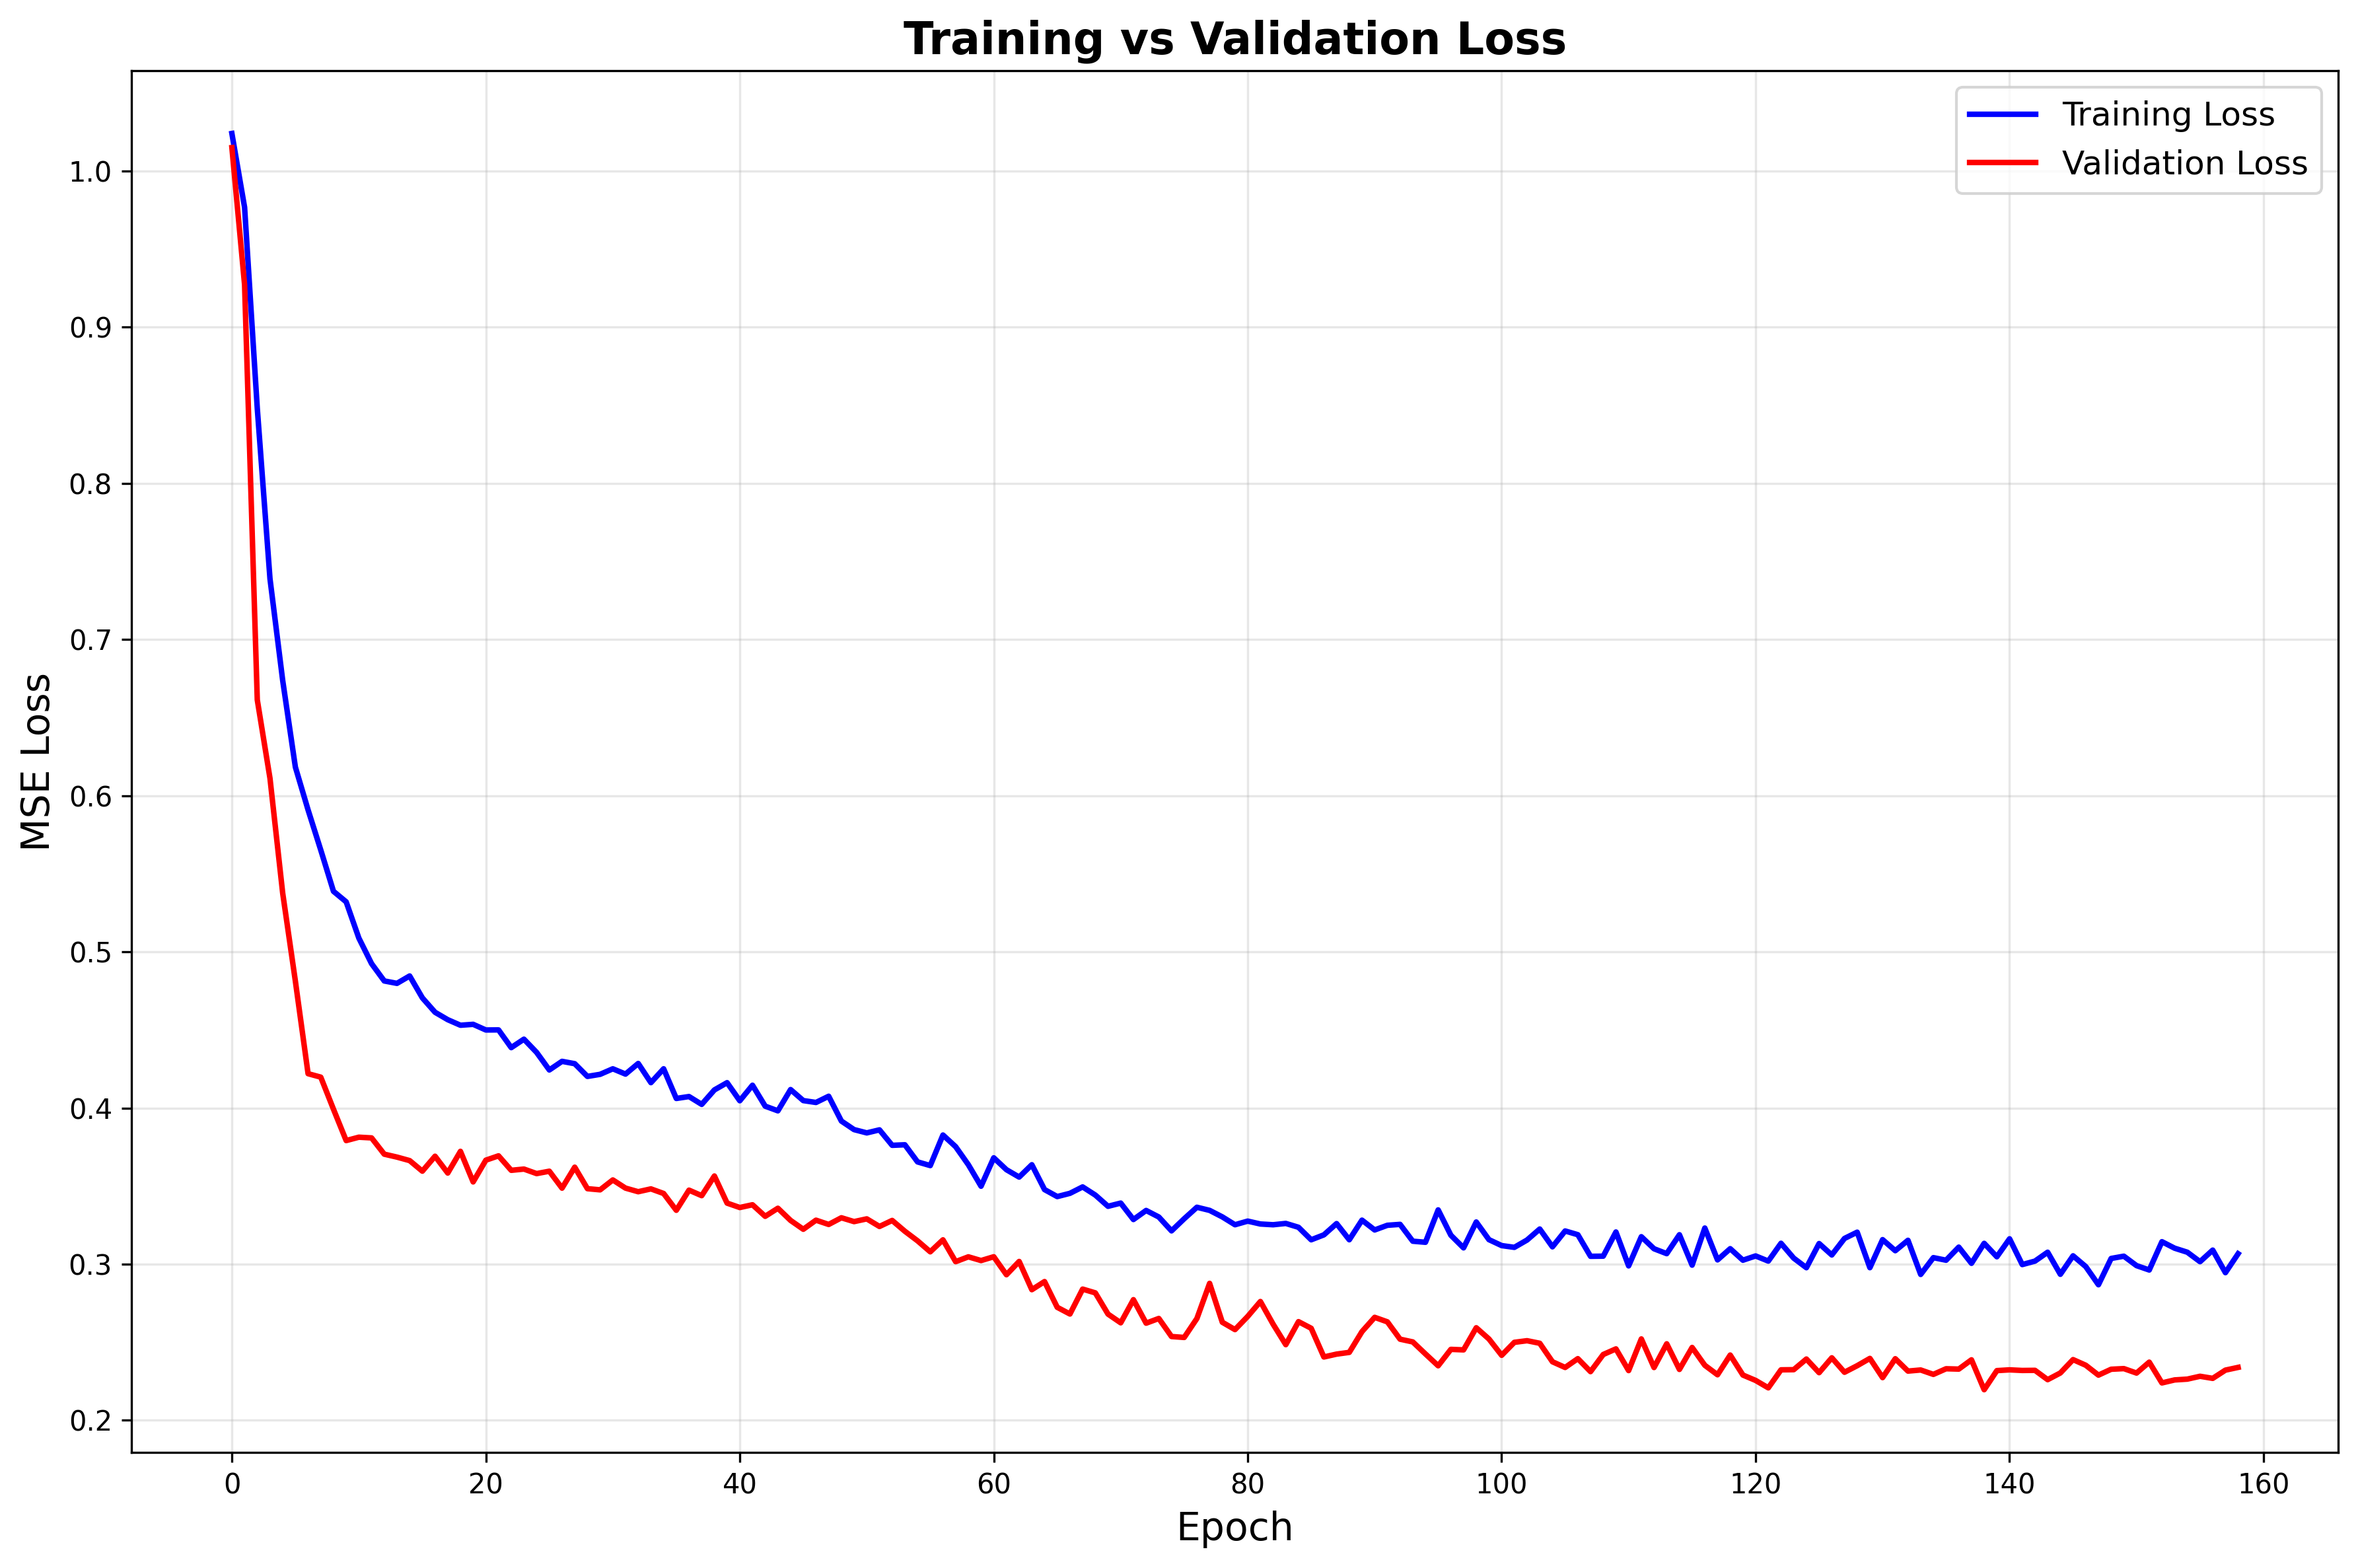 Training vs Validation Loss
Training Loss
Validation Loss
1.0
0.9
0.8
0.7
0.6
0.5
0.4
0.3
0.2
MSE Loss
0 20 40 60 80 100 120 140 160
Epoch